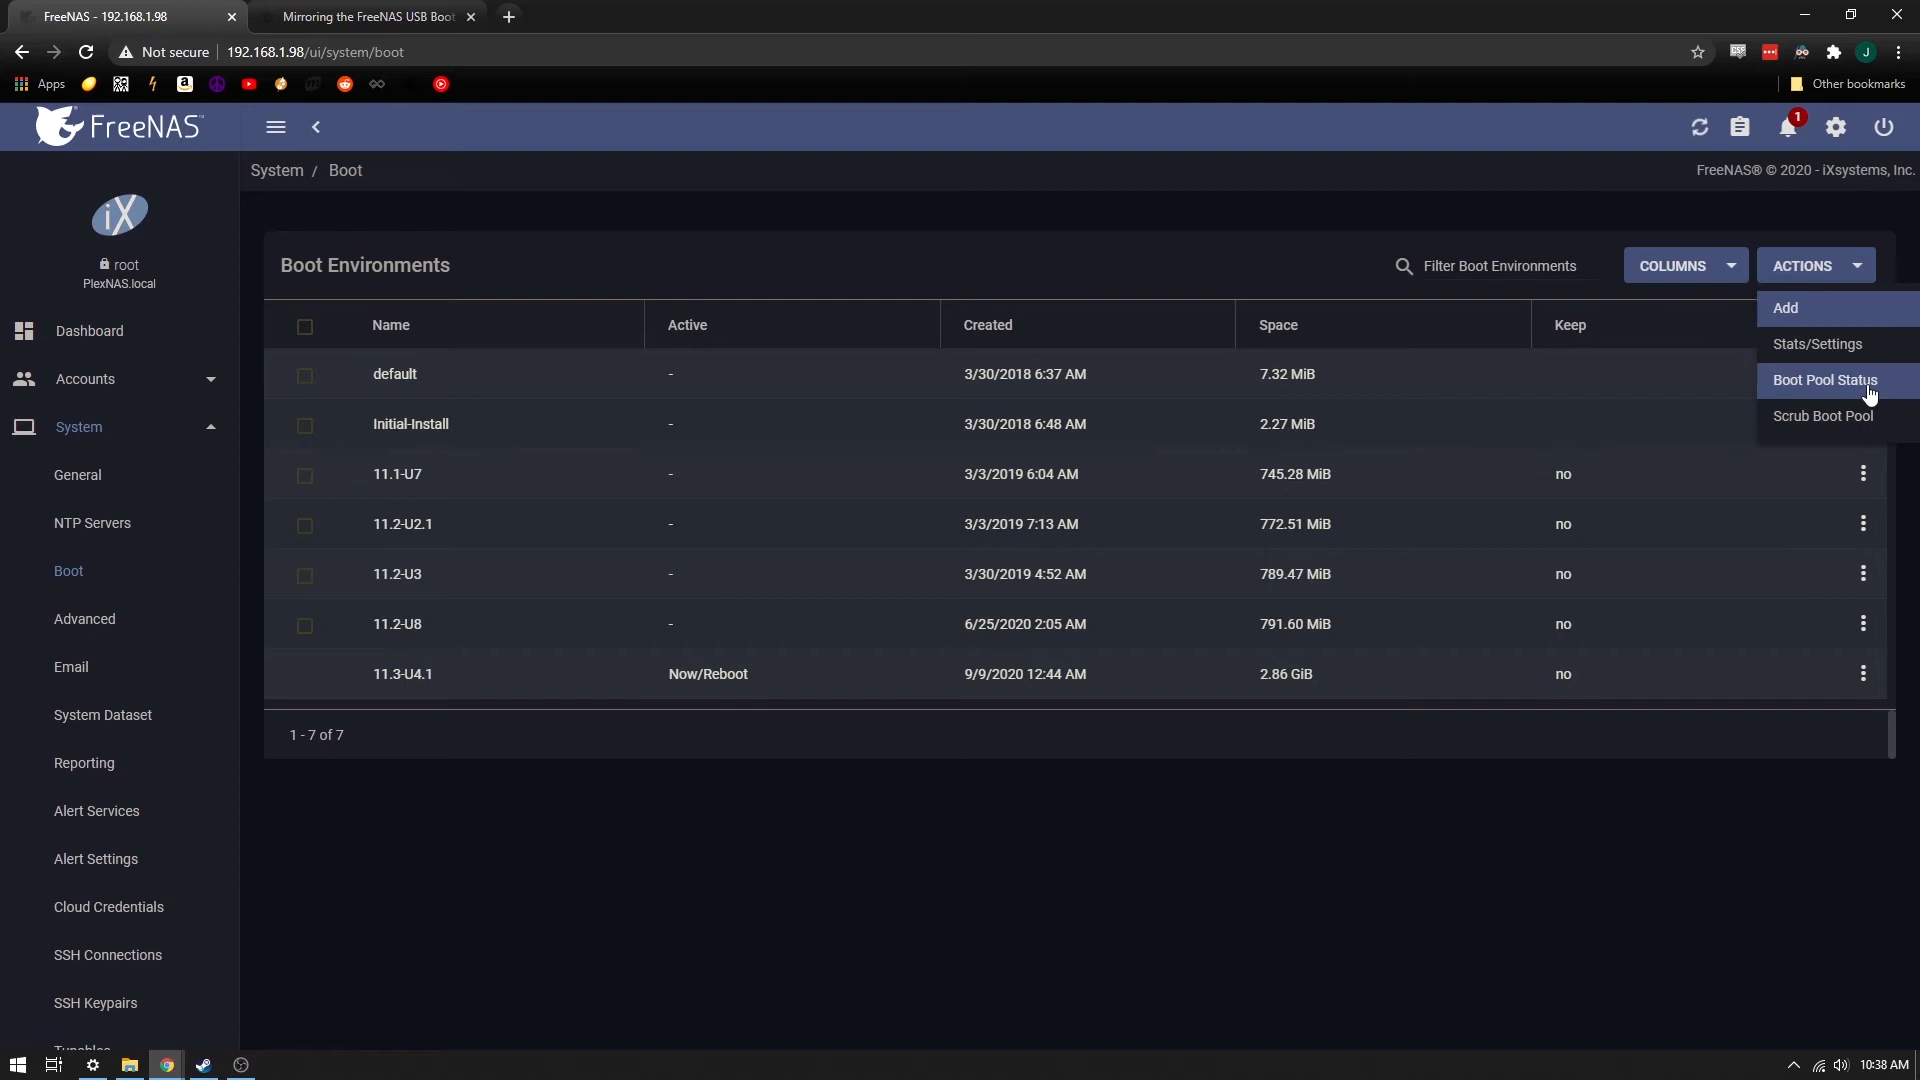 FreeNAS - 192.168.1.98
Mirroring the FreeNAS USB Boot
Not secure
192.168.1.98/ui/system/boot
J
Apps
Other bookmarks
FreeNAS
1
System / Boot
FreeNAS® © 2020 - iXsystems, Inc.
iX
root
PlexNAS.local
Dashboard
Accounts
System
General
NTP Servers
Boot
Advanced
Email
System Dataset
Reporting
Alert Services
Alert Settings
Cloud Credentials
SSH Connections
SSH Keypairs
Tunables
Boot Environments
Filter Boot Environments
COLUMNS
ACTIONS
Add
Stats/Settings
Boot Pool Status
Scrub Boot Pool
Name Active Created Space Keep
default - 3/30/2018 6:37 AM 7.32 MiB
Initial-Install - 3/30/2018 6:48 AM 2.27 MiB
11.1-U7 - 3/3/2019 6:04 AM 745.28 MiB no
11.2-U2.1 - 3/3/2019 7:13 AM 772.51 MiB no
11.2-U3 - 3/30/2019 4:52 AM 789.47 MiB no
11.2-U8 - 6/25/2020 2:05 AM 791.60 MiB no
11.3-U4.1 Now/Reboot 9/9/2020 12:44 AM 2.86 GiB no
1 - 7 of 7
10:38 AM